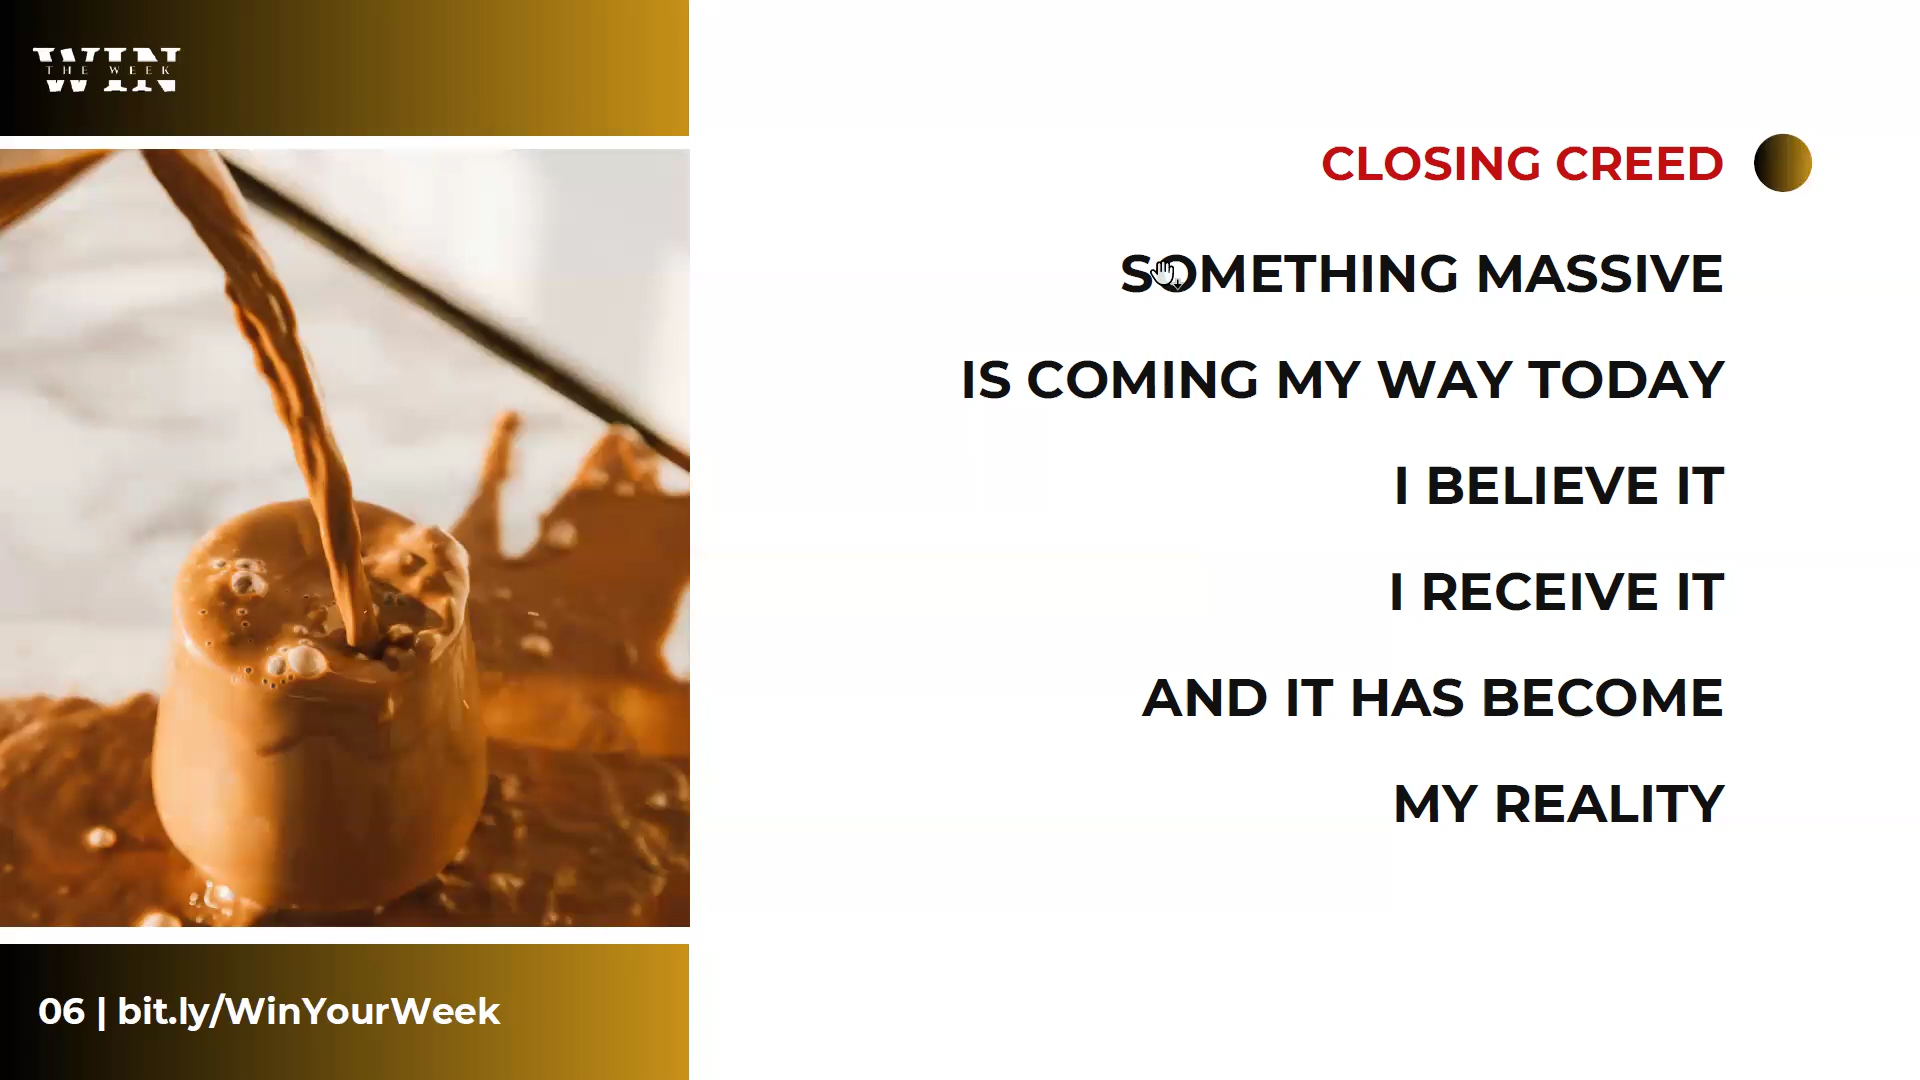 WIN
THE WEEK
CLOSING CREED
SOMETHING MASSIVE
IS COMING MY WAY TODAY
I BELIEVE IT
I RECEIVE IT
AND IT HAS BECOME
MY REALITY
06 | bit.ly/WinYourWeek